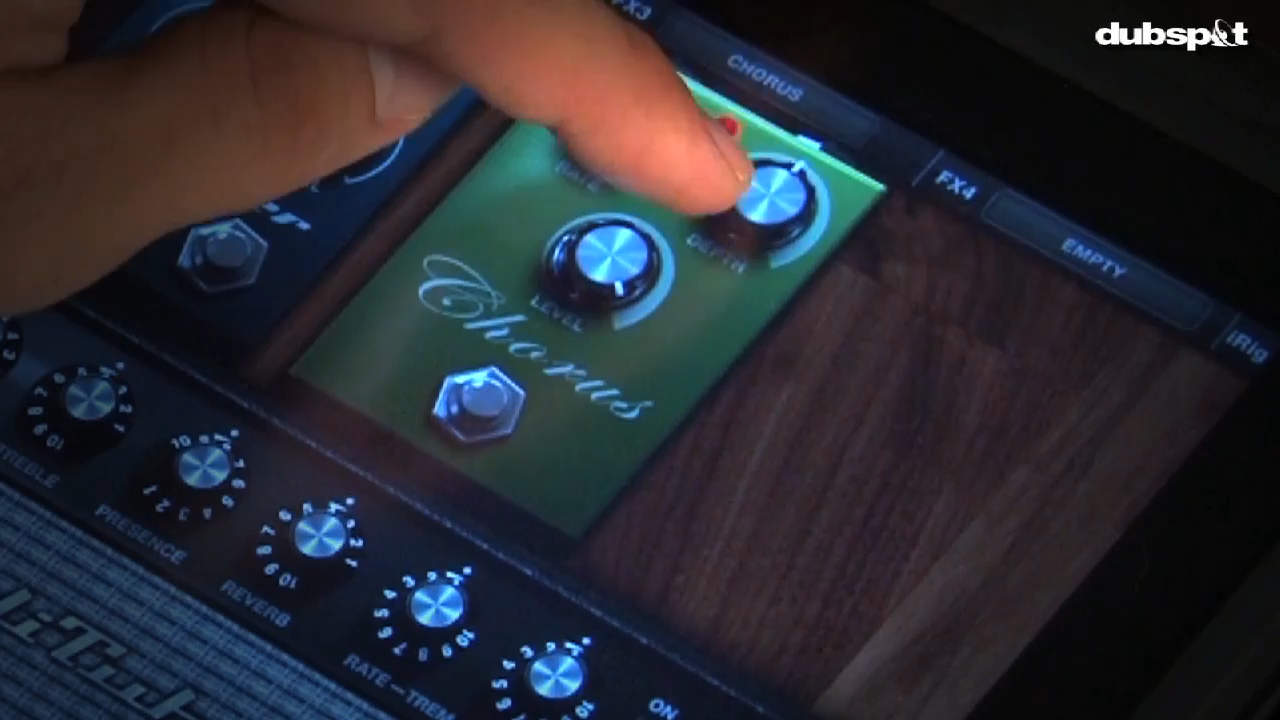 dubspot
FX3
CHORUS
FX4
EMPTY
iRig
RATE
DEPTH
LEVEL
Chorus
TREBLE
PRESENCE
REVERB
RATE – TREM
ON